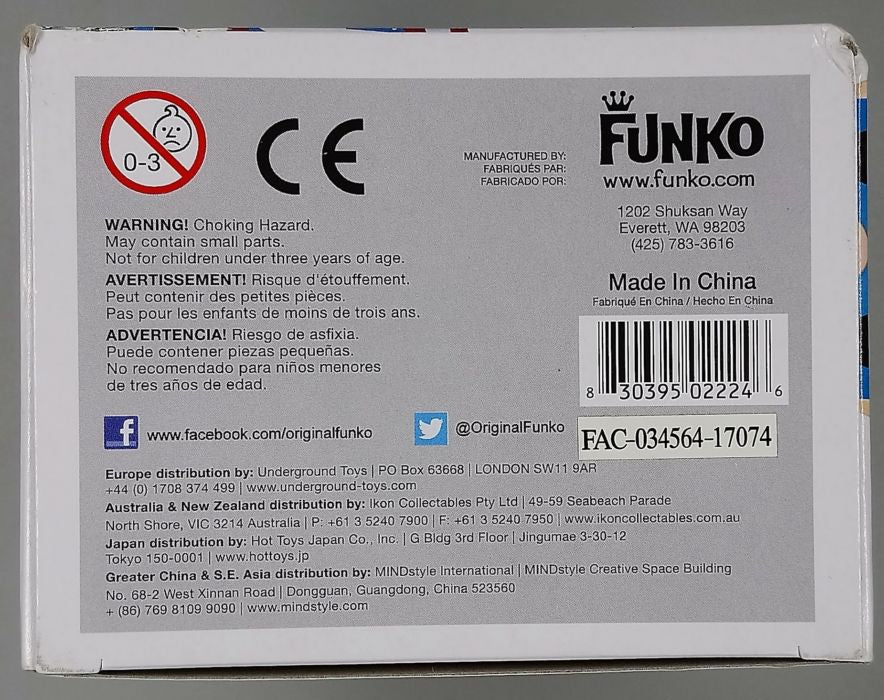 0-3
CE
MANUFACTURED BY:
FABRIQUÉS PAR:
FABRICADO POR:
FUNKO
www.funko.com
1202 Shuksan Way
Everett, WA 98203
(425) 783-3616
WARNING! Choking Hazard.
May contain small parts.
Not for children under three years of age.
AVERTISSEMENT! Risque d'étouffement.
Peut contenir des petites pièces.
Pas pour les enfants de moins de trois ans.
ADVERTENCIA! Riesgo de asfixia.
Puede contener piezas pequeñas.
No recomendado para niños menores
de tres años de edad.
Made In China
Fabriqué En China / Hecho En China
8 30395 02224 6
www.facebook.com/originalfunko
@OriginalFunko
FAC-034564-17074
Europe distribution by: Underground Toys | PO Box 63668 | LONDON SW11 9AR
+44 (0) 1708 374 499 | www.underground-toys.com
Australia & New Zealand distribution by: Ikon Collectables Pty Ltd | 49-59 Seabeach Parade
North Shore, VIC 3214 Australia | P: +61 3 5240 7900 | F: +61 3 5240 7950 | www.ikoncollectables.com.au
Japan distribution by: Hot Toys Japan Co., Inc. | G Bldg 3rd Floor | Jingumae 3-30-12
Tokyo 150-0001 | www.hottoys.jp
Greater China & S.E. Asia distribution by: MINDstyle International | MINDstyle Creative Space Building
No. 68-2 West Xinnan Road | Dongguan, Guangdong, China 523560
+ (86) 769 8109 9090 | www.mindstyle.com